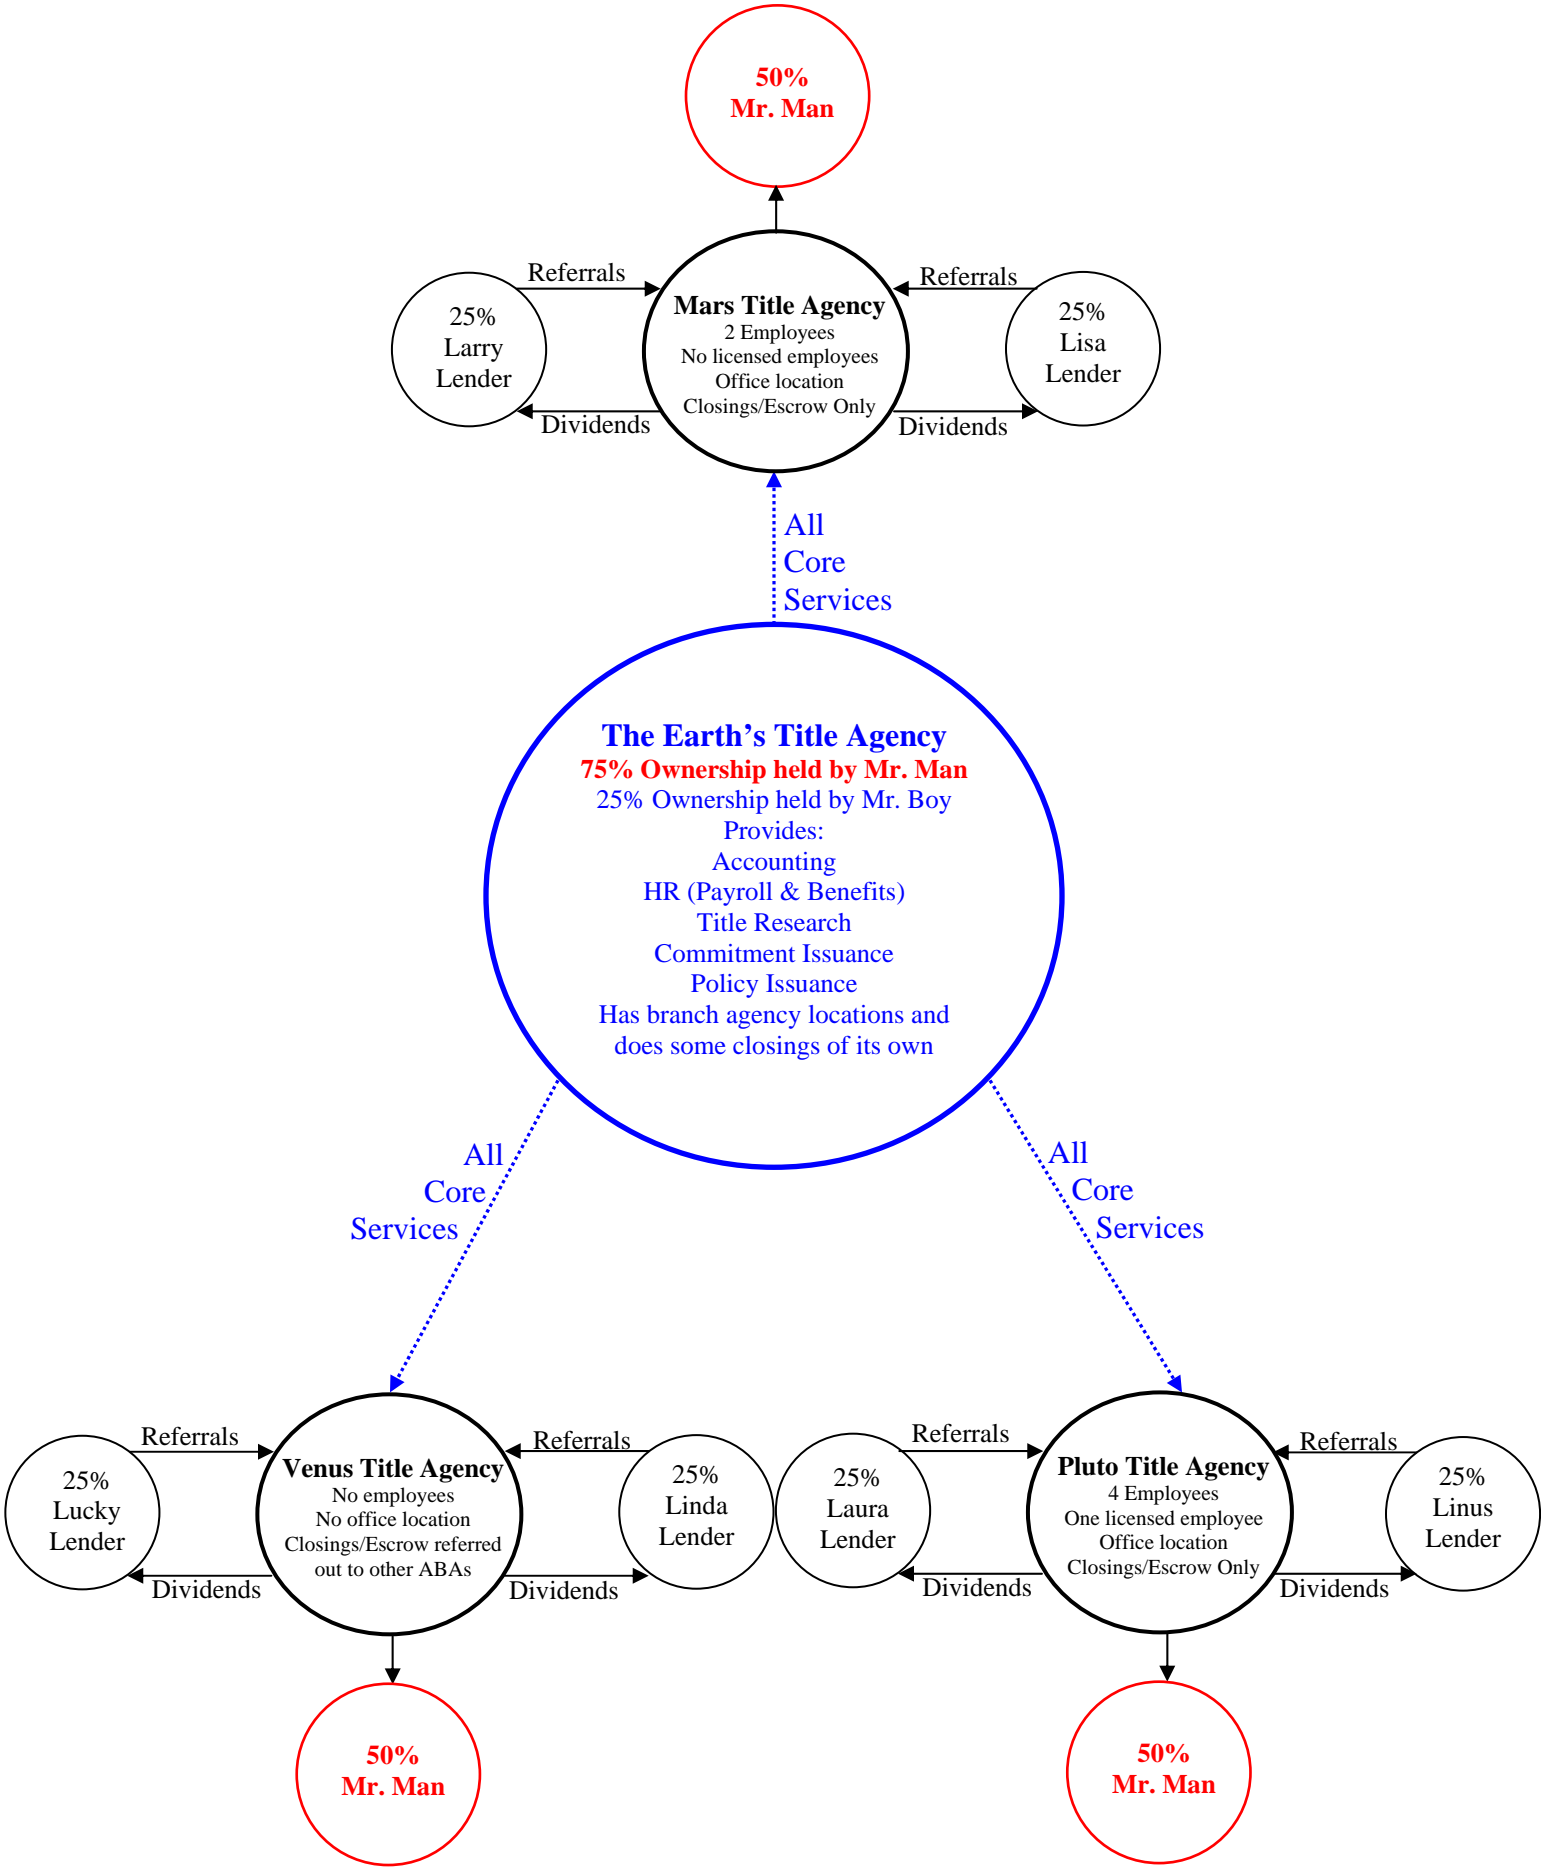 50%
Mr. Man
Referrals
Referrals
25%
Larry
Lender
Mars Title Agency
2 Employees
No licensed employees
Office location
Closings/Escrow Only
25%
Lisa
Lender
Dividends
Dividends
All
Core
Services
The Earth’s Title Agency
75% Ownership held by Mr. Man
25% Ownership held by Mr. Boy
Provides:
Accounting
HR (Payroll & Benefits)
Title Research
Commitment Issuance
Policy Issuance
Has branch agency locations and
does some closings of its own
All
Core
Services
All
Core
Services
Referrals
Referrals
25%
Lucky
Lender
Venus Title Agency
No employees
No office location
Closings/Escrow referred
out to other ABAs
25%
Linda
Lender
Dividends
Dividends
Referrals
Referrals
25%
Laura
Lender
Pluto Title Agency
4 Employees
One licensed employee
Office location
Closings/Escrow Only
25%
Linus
Lender
Dividends
Dividends
50%
Mr. Man
50%
Mr. Man